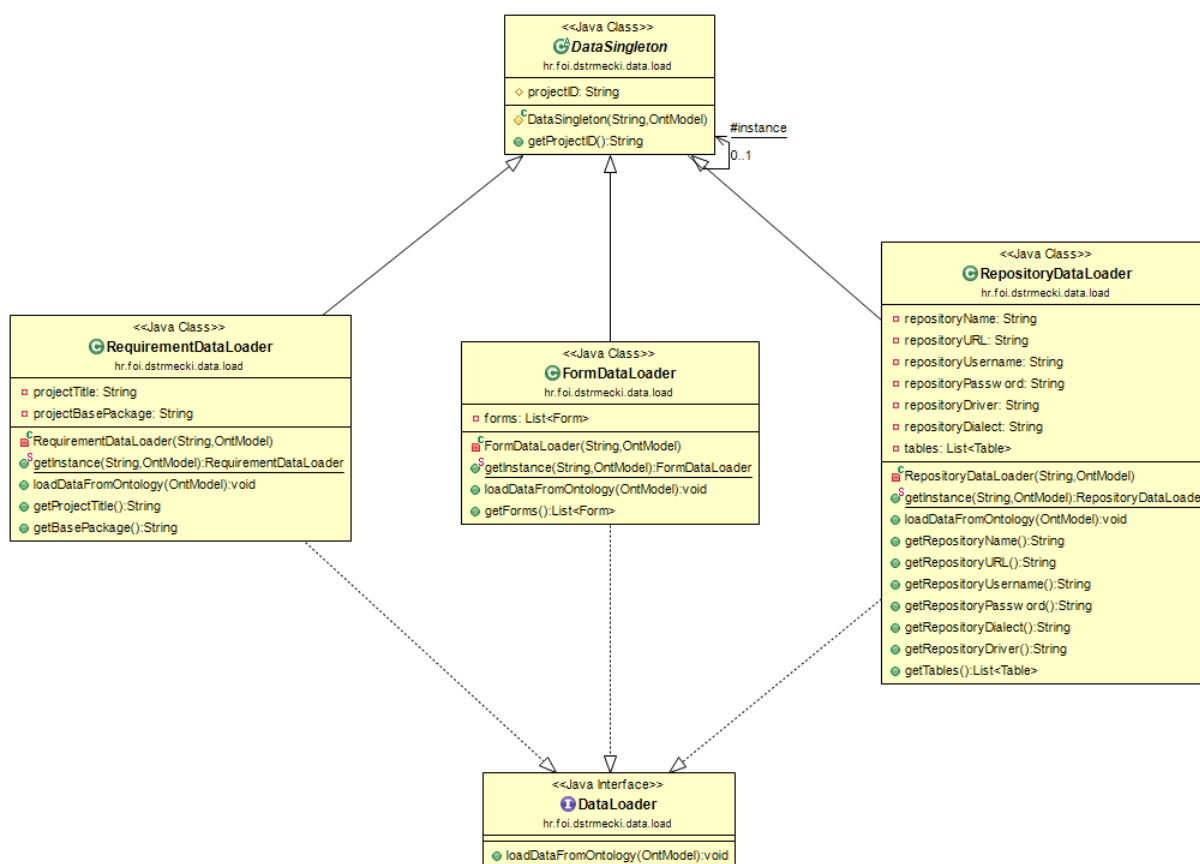 <<Java Class>>
DataSingleton
hr.foi.dstrmecki.data.load
projectID: String
DataSingleton(String,OntModel)
getProjectID():String
#instance
0..1
<<Java Class>>
RequirementDataLoader
hr.foi.dstrmecki.data.load
projectTitle: String
projectBasePackage: String
RequirementDataLoader(String,OntModel)
getInstance(String,OntModel):RequirementDataLoader
loadDataFromOntology(OntModel):void
getProjectTitle():String
getBasePackage():String
<<Java Class>>
FormDataLoader
hr.foi.dstrmecki.data.load
forms: List<Form>
FormDataLoader(String,OntModel)
getInstance(String,OntModel):FormDataLoader
loadDataFromOntology(OntModel):void
getForms():List<Form>
<<Java Class>>
RepositoryDataLoader
hr.foi.dstrmecki.data.load
repositoryName: String
repositoryURL: String
repositoryUsername: String
repositoryPassword: String
repositoryDriver: String
repositoryDialect: String
tables: List<Table>
RepositoryDataLoader(String,OntModel)
getInstance(String,OntModel):RepositoryDataLoade
loadDataFromOntology(OntModel):void
getRepositoryName():String
getRepositoryURL():String
getRepositoryUsername():String
getRepositoryPassword():String
getRepositoryDialect():String
getRepositoryDriver():String
getTables():List<Table>
<<Java Interface>>
DataLoader
hr.foi.dstrmecki.data.load
loadDataFromOntology(OntModel):void